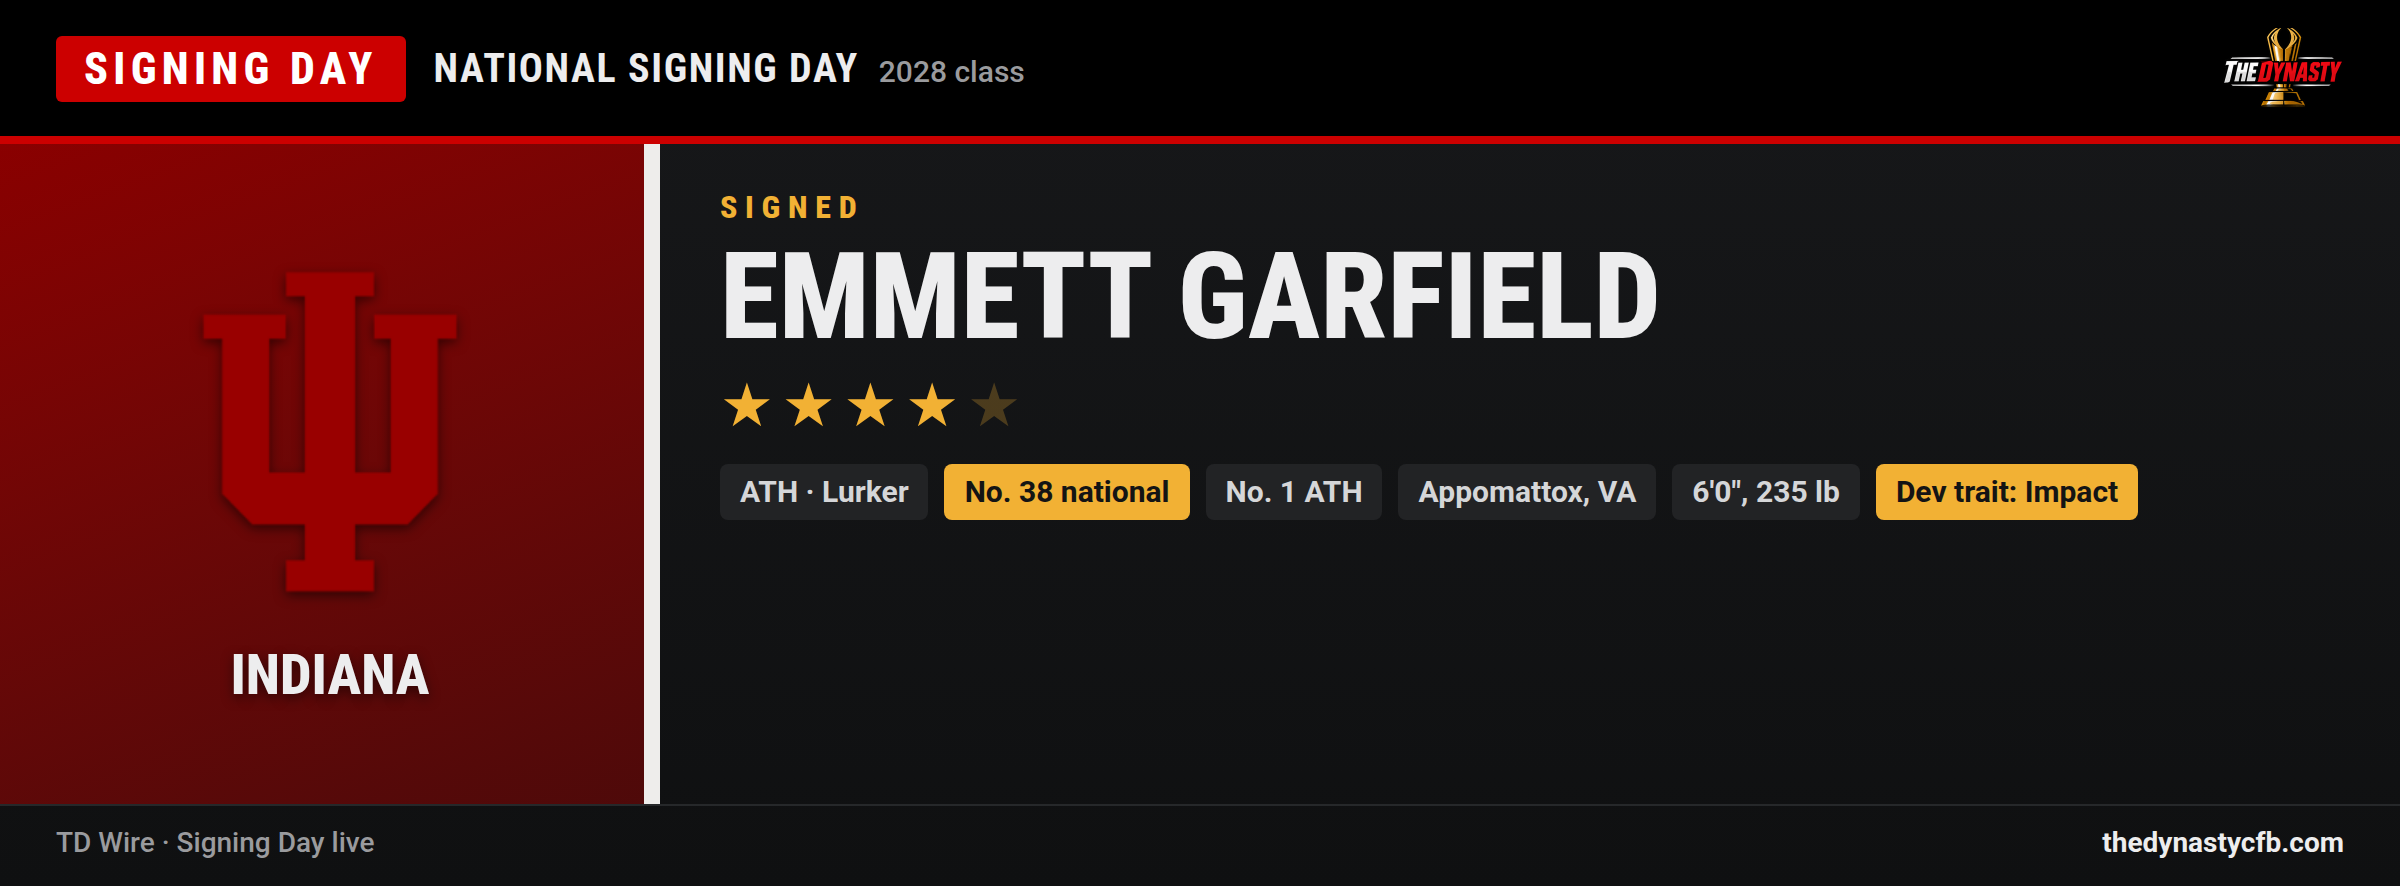 SIGNING DAY NATIONAL SIGNING DAY 2028 class
THE DYNASTY
INDIANA
SIGNED
EMMETT GARFIELD
ATH · Lurker No. 38 national No. 1 ATH Appomattox, VA 6'0", 235 lb Dev trait: Impact
TD Wire · Signing Day live
thedynastycfb.com